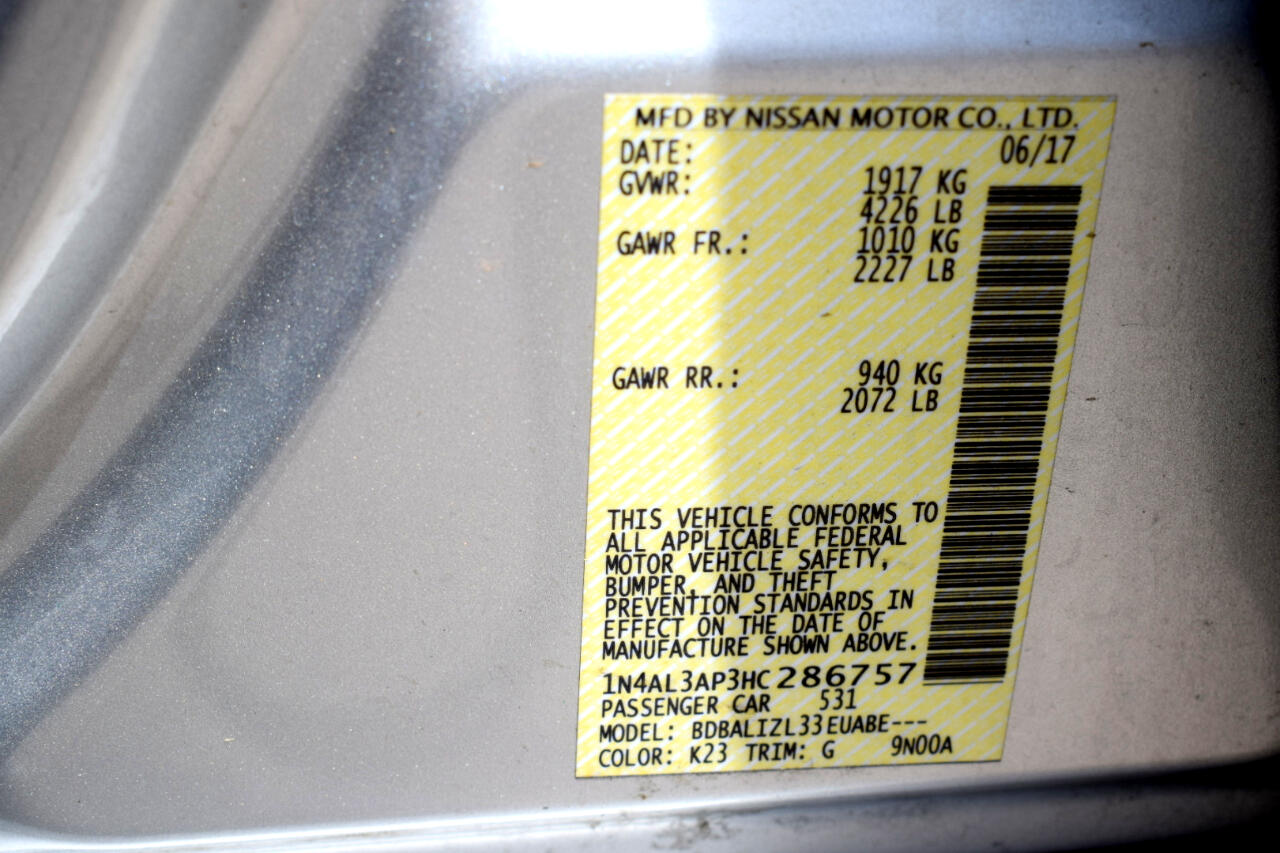 MFD BY NISSAN MOTOR CO., LTD.
DATE: 06/17
GVWR: 1917 KG
4226 LB
GAWR FR.: 1010 KG
2227 LB
GAWR RR.: 940 KG
2072 LB
THIS VEHICLE CONFORMS TO
ALL APPLICABLE FEDERAL
MOTOR VEHICLE SAFETY,
BUMPER, AND THEFT
PREVENTION STANDARDS IN
EFFECT ON THE DATE OF
MANUFACTURE SHOWN ABOVE.
1N4AL3AP3HC286757
PASSENGER CAR 531
MODEL: BDBALIZL33EUABE---
COLOR: K23 TRIM: G 9N00A